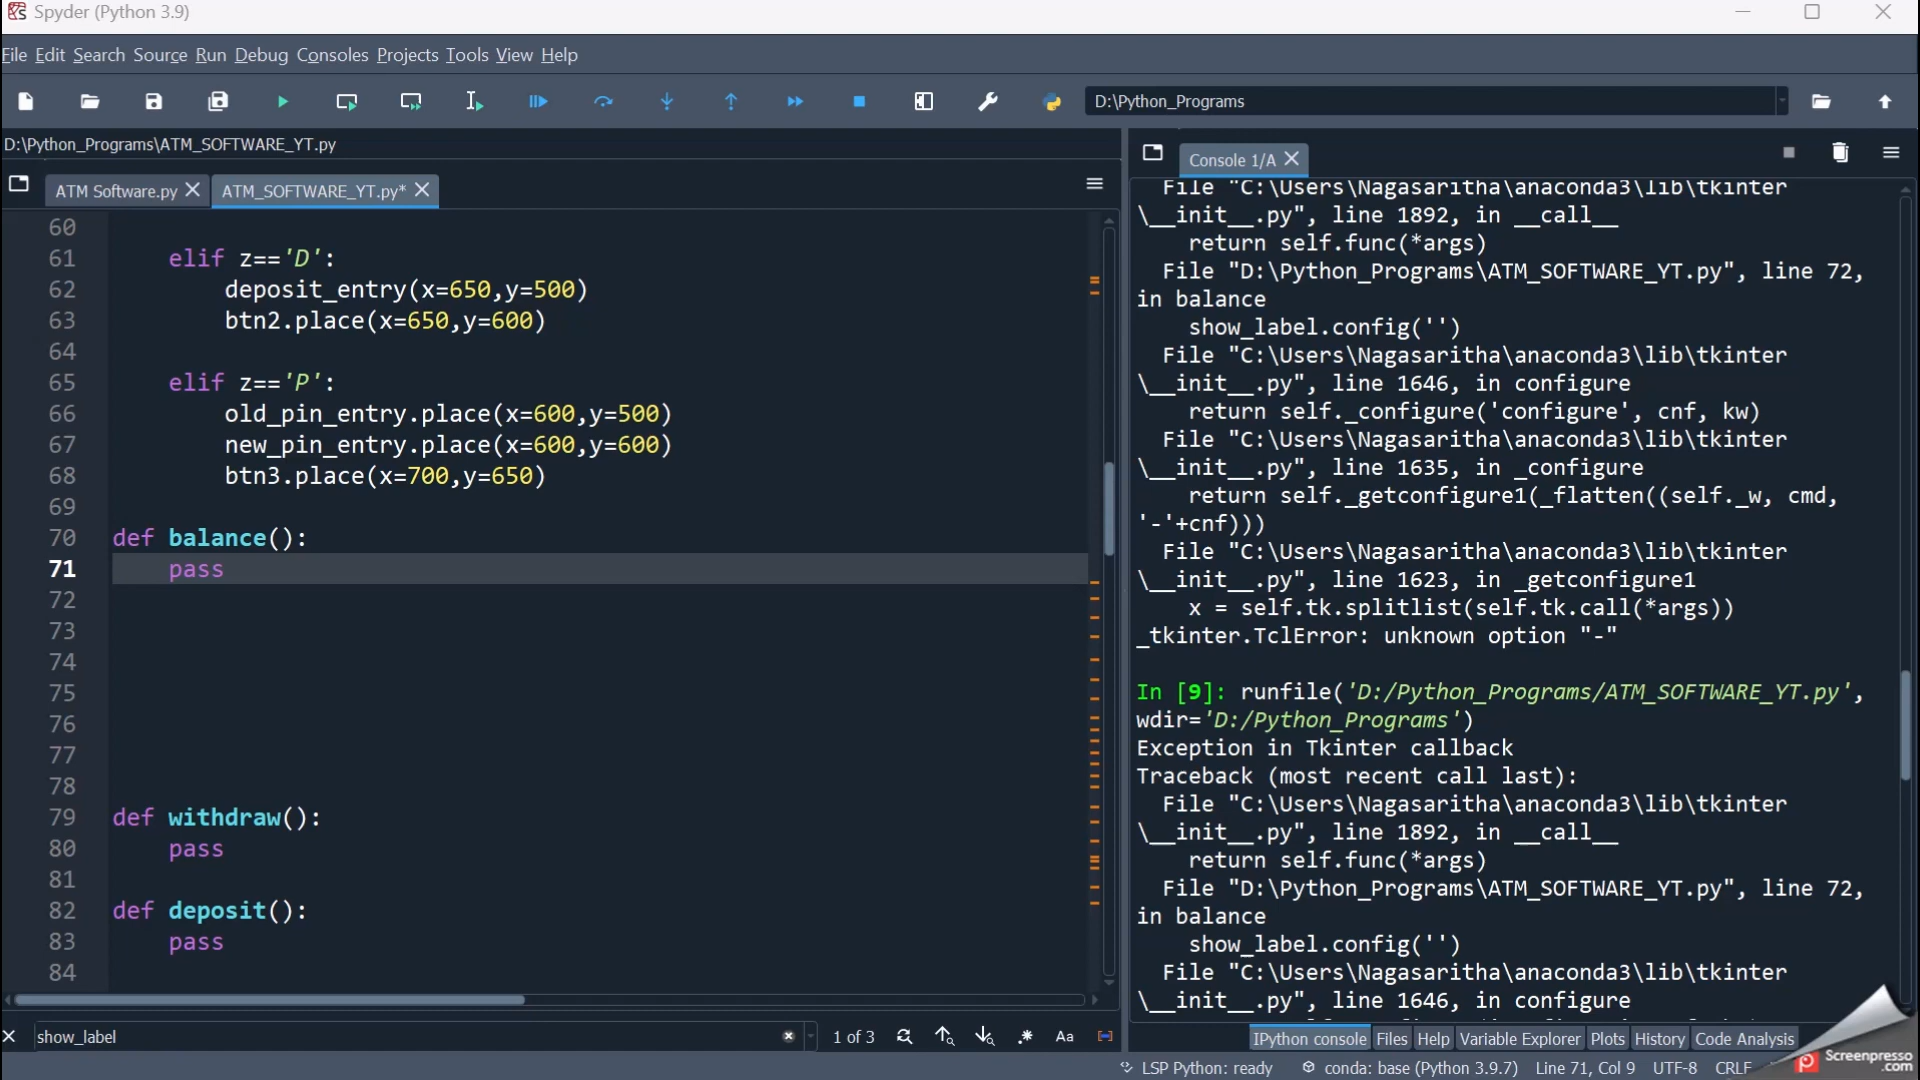 Spyder (Python 3.9)
File Edit Search Source Run Debug Consoles Projects Tools View Help
D:\Python_Programs
D:\Python_Programs\ATM_SOFTWARE_YT.py
ATM Software.py
ATM_SOFTWARE_YT.py*
60
61 elif z=='D':
62 deposit_entry(x=650,y=500)
63 btn2.place(x=650,y=600)
64
65 elif z=='P':
66 old_pin_entry.place(x=600,y=500)
67 new_pin_entry.place(x=600,y=600)
68 btn3.place(x=700,y=650)
69
70 def balance():
71 pass
72
73
74
75
76
77
78
79 def withdraw():
80 pass
81
82 def deposit():
83 pass
84
show_label
1 of 3
Aa
Console 1/A
File "C:\Users\Nagasaritha\anaconda3\lib\tkinter
\__init__.py", line 1892, in __call__
return self.func(*args)
File "D:\Python_Programs\ATM_SOFTWARE_YT.py", line 72,
in balance
show_label.config('')
File "C:\Users\Nagasaritha\anaconda3\lib\tkinter
\__init__.py", line 1646, in configure
return self._configure('configure', cnf, kw)
File "C:\Users\Nagasaritha\anaconda3\lib\tkinter
\__init__.py", line 1635, in _configure
return self._getconfigure1(_flatten((self._w, cmd,
'-'+cnf)))
File "C:\Users\Nagasaritha\anaconda3\lib\tkinter
\__init__.py", line 1623, in _getconfigure1
x = self.tk.splitlist(self.tk.call(*args))
_tkinter.TclError: unknown option "-"
In [9]: runfile('D:/Python_Programs/ATM_SOFTWARE_YT.py',
wdir='D:/Python_Programs')
Exception in Tkinter callback
Traceback (most recent call last):
File "C:\Users\Nagasaritha\anaconda3\lib\tkinter
\__init__.py", line 1892, in __call__
return self.func(*args)
File "D:\Python_Programs\ATM_SOFTWARE_YT.py", line 72,
in balance
show_label.config('')
File "C:\Users\Nagasaritha\anaconda3\lib\tkinter
\__init__.py", line 1646, in configure
IPython console Files Help Variable Explorer Plots History Code Analysis
LSP Python: ready conda: base (Python 3.9.7) Line 71, Col 9 UTF-8 CRLF
Screenpresso
.com